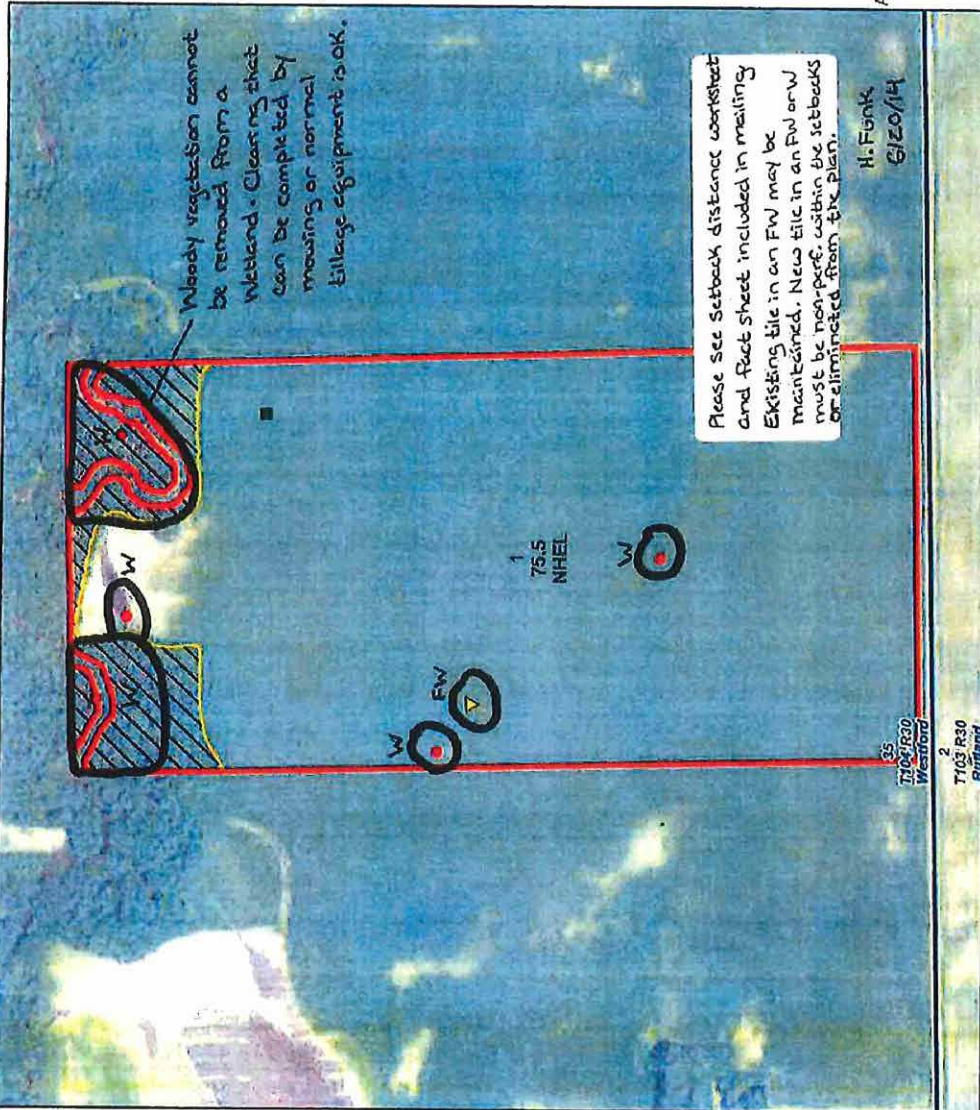 Woody vegetation cannot
be removed from a
wetland. Clearing that
can be completed by
mowing or normal
tillage equipment is OK.
W
W
W
W
FW
1
75.5
NHEL
W
Please see setback distance worksheet
and fact sheet included in mailing
Existing tile in an FW may be
maintained. New tile in an FW or W
must be non-perf. within the setbacks
or eliminated from the plan.
H. Funk
6/20/14
35
T104 R30
Westford
2
T103 R30